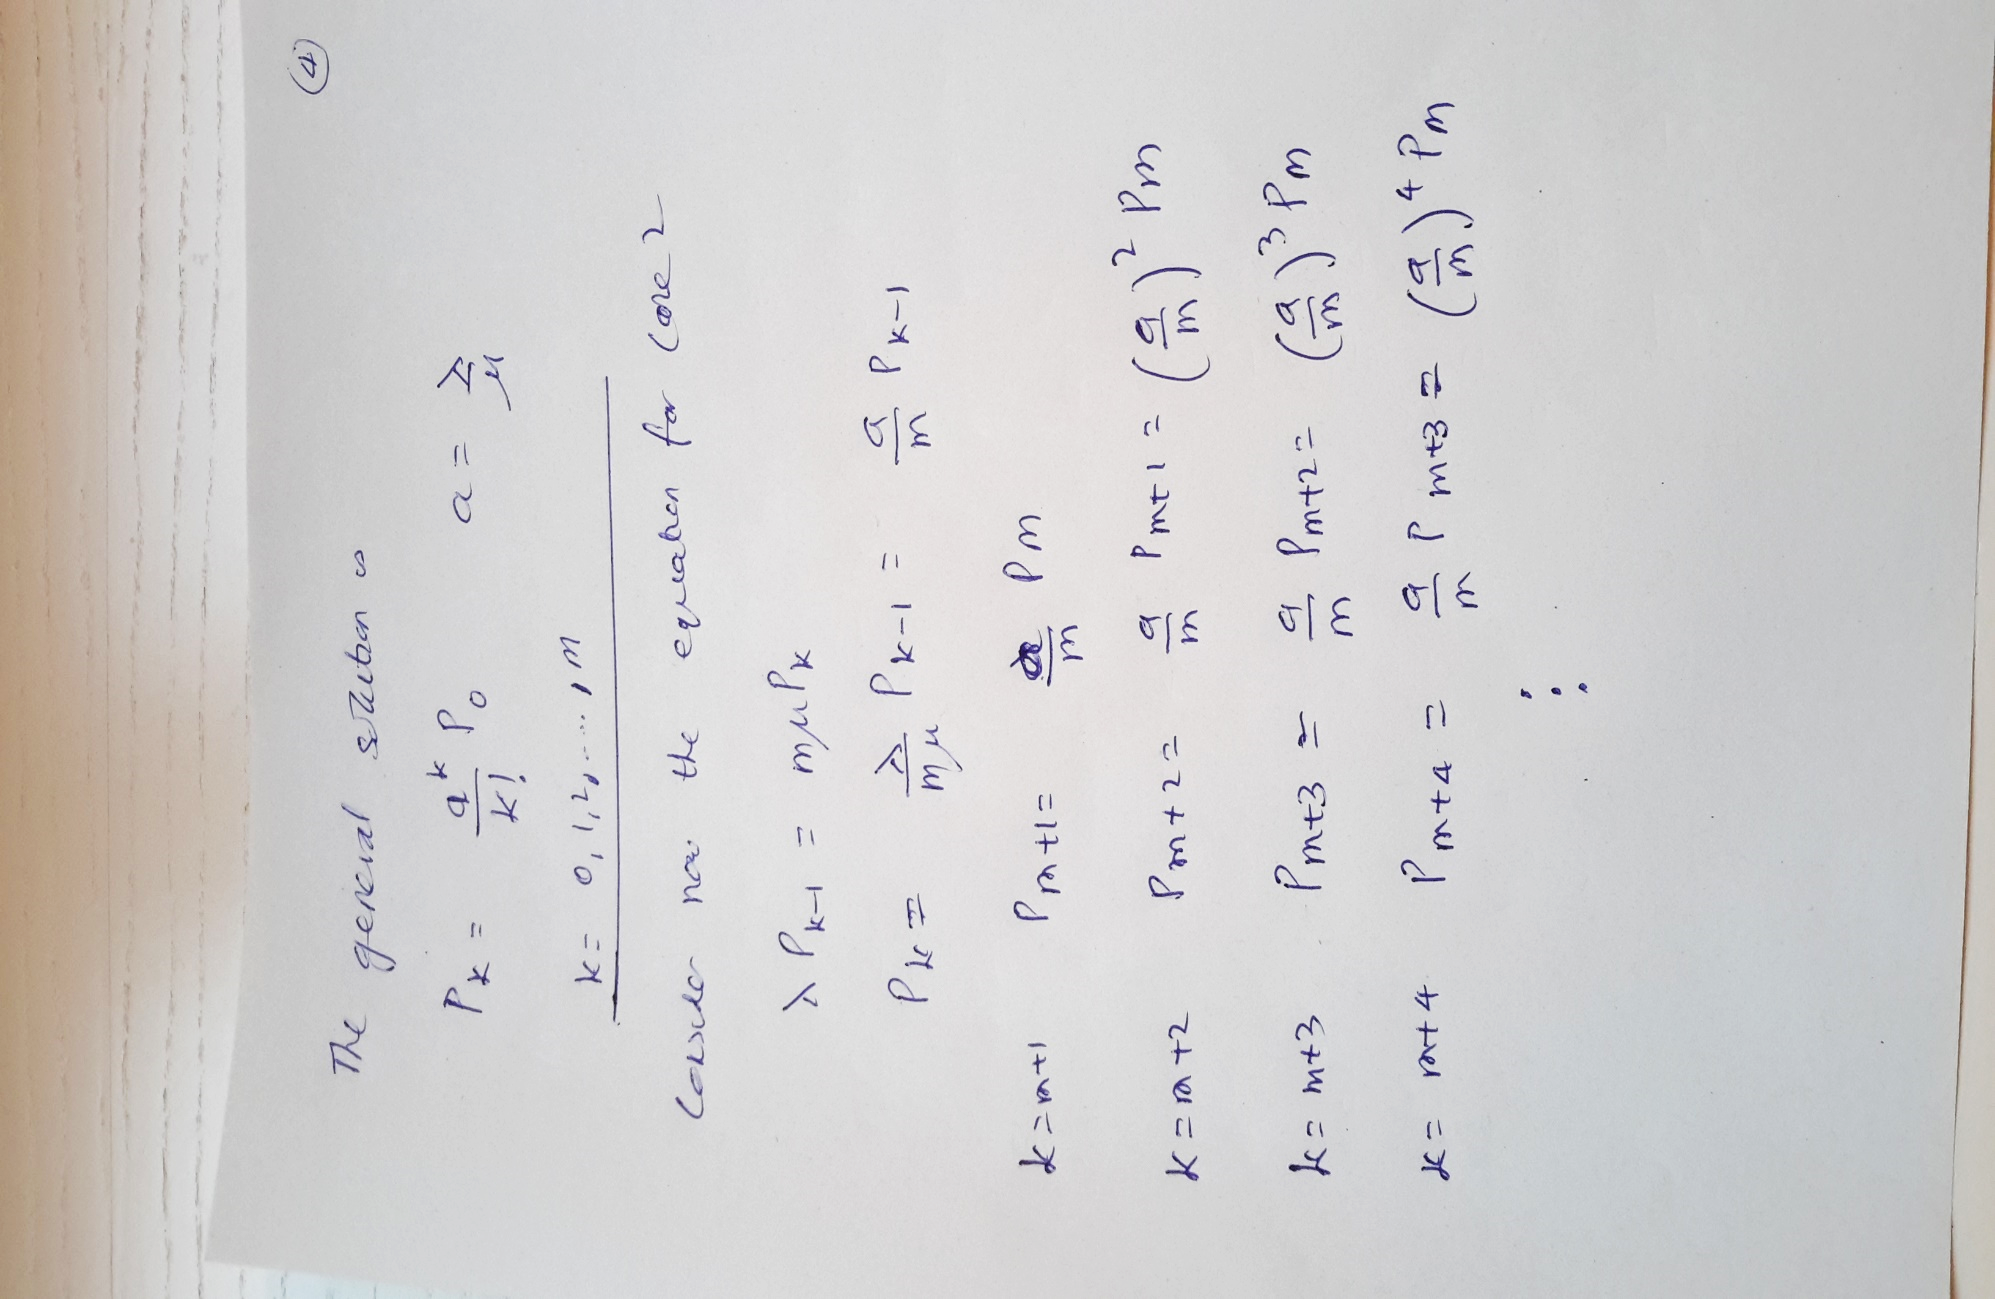 ④
The general solution is
P_k = a^k/k! P_0   a = λ/μ
k = 0, 1, 2, ..., m
Consider now the equation for Case 2
λ P_{k-1} = mμ P_k
P_k = λ/mμ P_{k-1} = a/m P_{k-1}
k = m+1   P_{m+1} = a/m P_m
k = m+2   P_{m+2} = a/m P_{m+1} = (a/m)^2 P_m
k = m+3   P_{m+3} = a/m P_{m+2} = (a/m)^3 P_m
k = m+4   P_{m+4} = a/m P_{m+3} = (a/m)^4 P_m
⋮